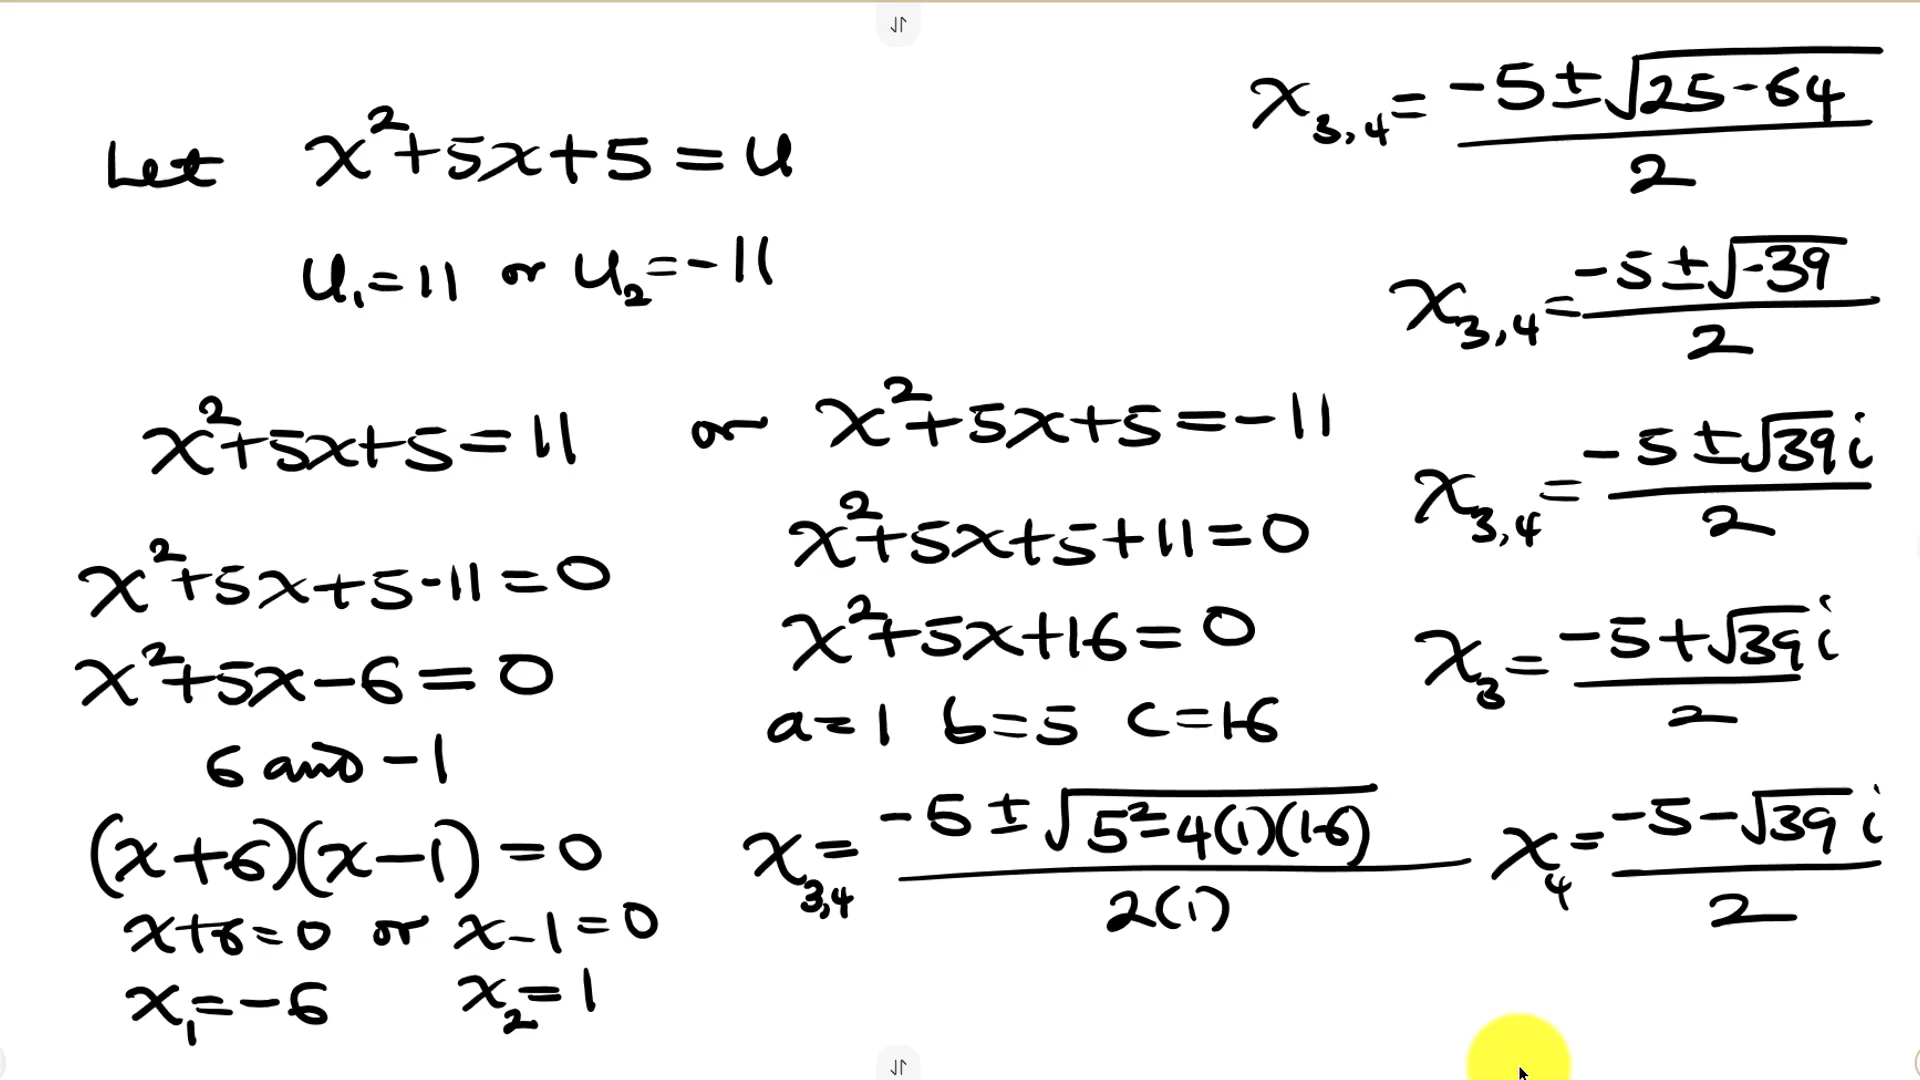 Let x²+5x+5=u
u₁=11 or u₂=-11
x²+5x+5=11 or x²+5x+5=-11
x²+5x+5-11=0
x²+5x-6=0
6 and -1
(x+6)(x-1)=0
x+6=0 or x-1=0
x₁=-6 x₂=1
x²+5x+5+11=0
x²+5x+16=0
a=1 b=5 c=16
x₃,₄=(-5±√(5²-4(1)(16)))/2(1)
x₃,₄=(-5±√(25-64))/2
x₃,₄=(-5±√(-39))/2
x₃,₄=(-5±√39 i)/2
x₃=(-5+√39 i)/2
x₄=(-5-√39 i)/2